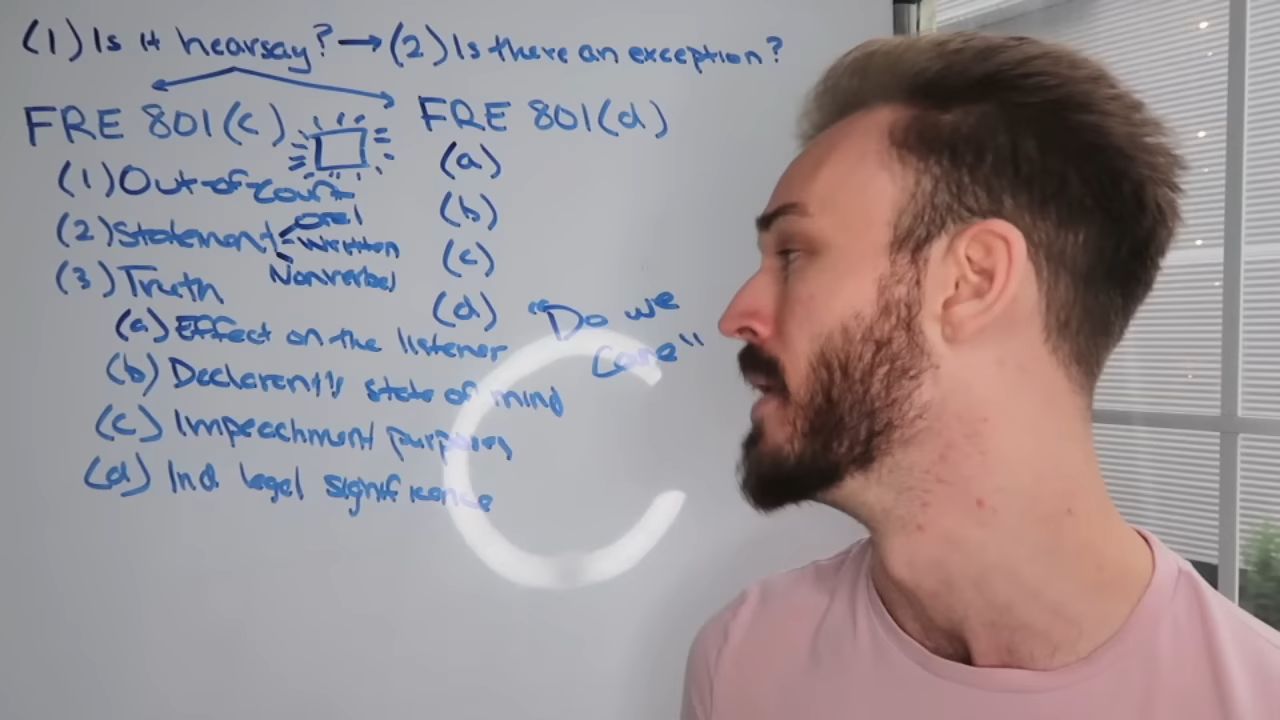 (1) Is it hearsay? → (2) Is there an exception?
FRE 801(c)
(1) Out-of-court
(2) Statement
Oral
Written
Nonverbal
(3) Truth
(a) Effect on the listener
(b) Declarent's state of mind
(c) Impeachment purposes
(d) Ind. legal significance
FRE 801(d)
(a)
(b)
(c)
(d)
"Do we
Care"